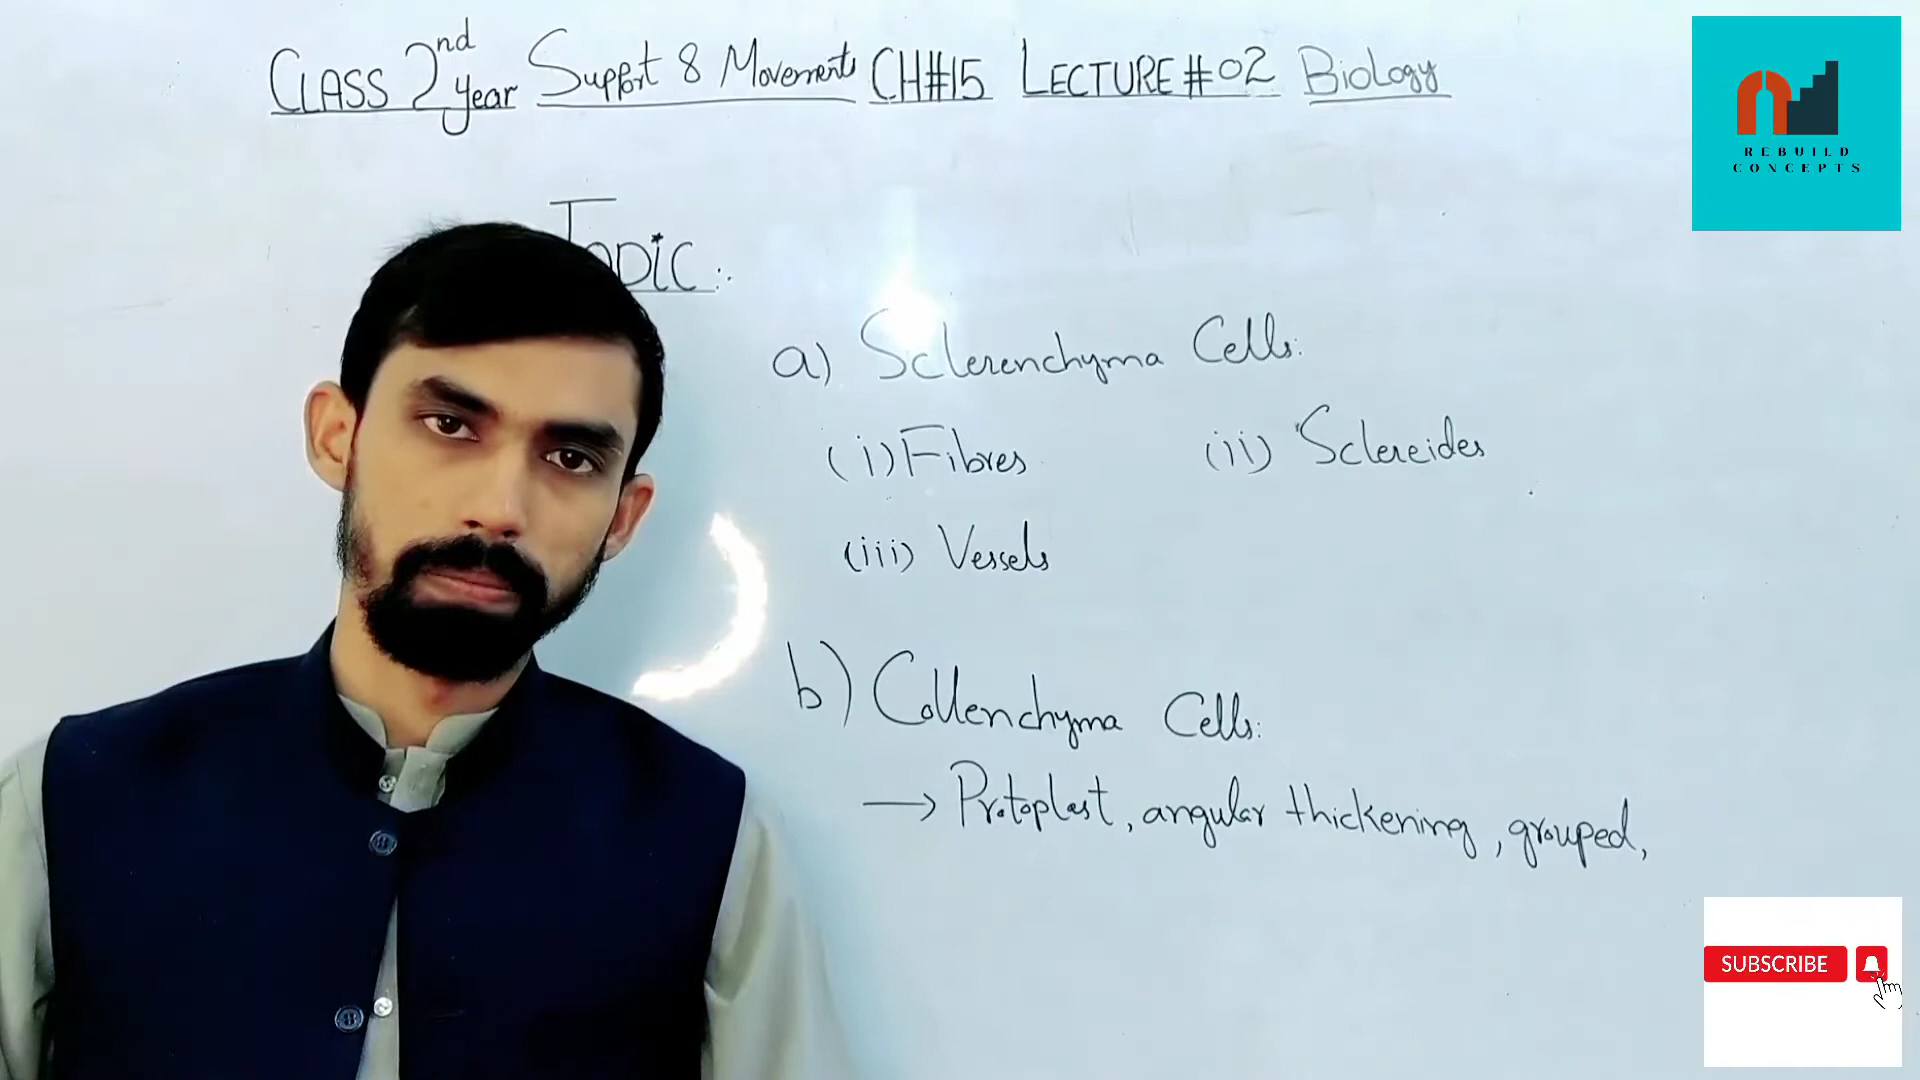 CLASS 2nd year Support & Movements CH#15 LECTURE #02 Biology
REBUILD
CONCEPTS
Topic:
a) Sclerenchyma Cells:
(i) Fibres (ii) Sclereides
(iii) Vessels
b) Collenchyma Cells:
→ Protoplast, angular thickening, grouped,
SUBSCRIBE